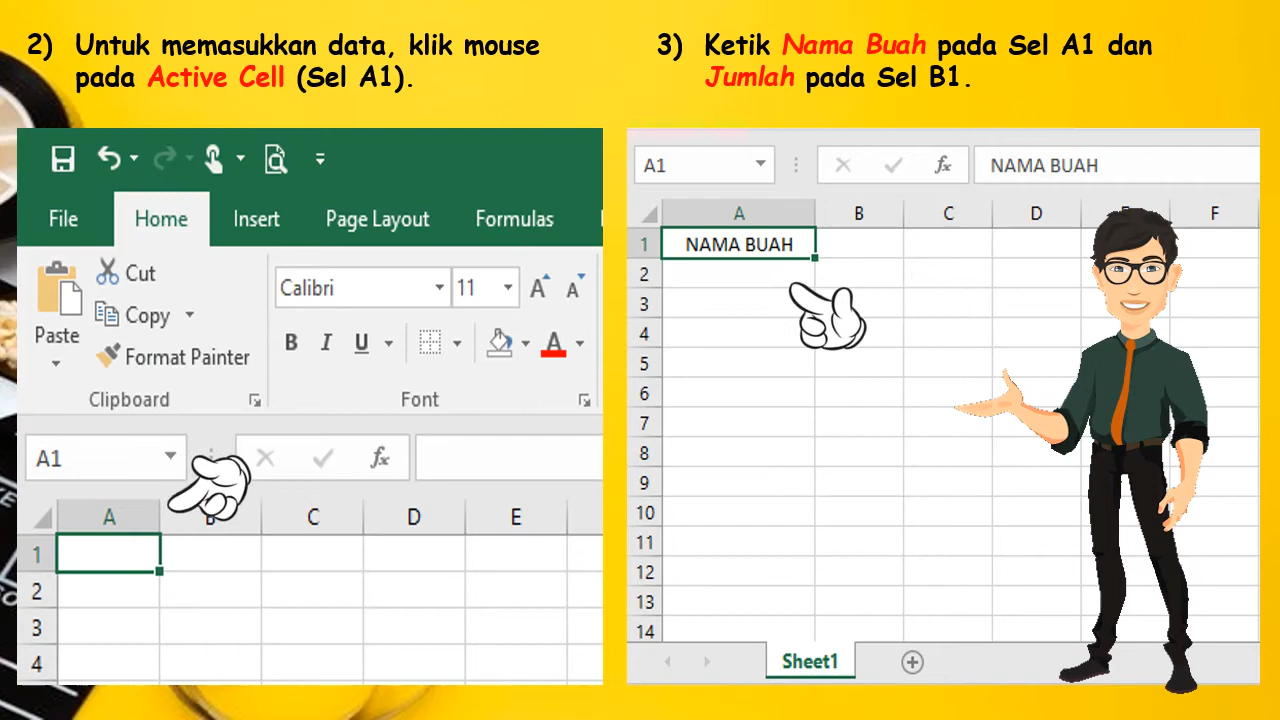 2) Untuk memasukkan data, klik mouse
pada Active Cell (Sel A1).
File Home Insert Page Layout Formulas
Cut
Copy
Paste
Format Painter
Clipboard
Calibri 11 A A
B I U A
Font
A1 fx
A B C D E
1
2
3
4
3) Ketik Nama Buah pada Sel A1 dan
Jumlah pada Sel B1.
A1 fx NAMA BUAH
A B C D E F
1 NAMA BUAH
2
3
4
5
6
7
8
9
10
11
12
13
14
Sheet1